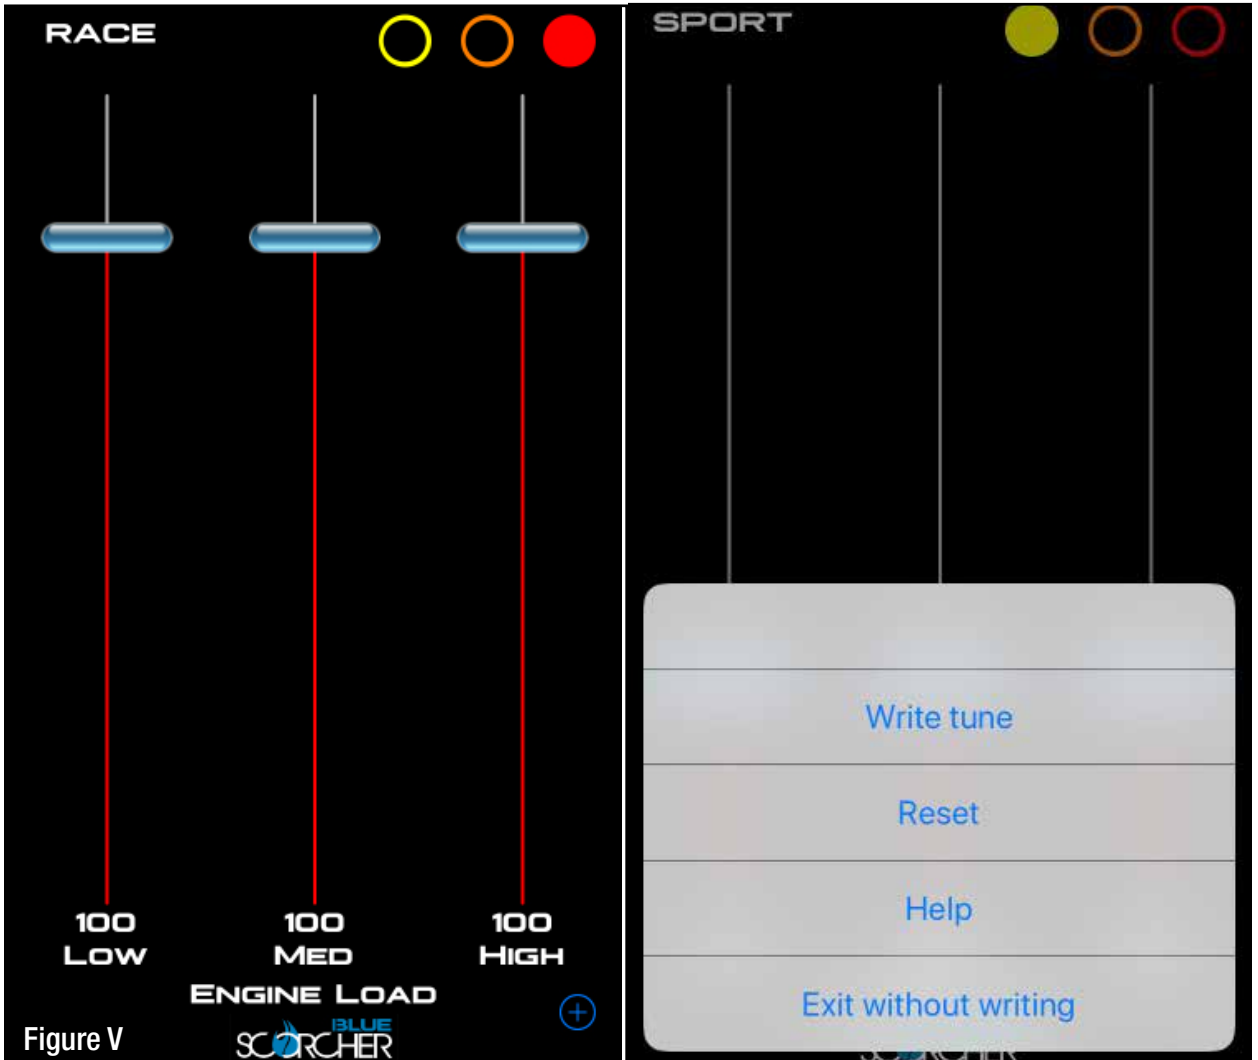 RACE
100 100 100
LOW MED HIGH
ENGINE LOAD
BLUE
SCORCHER
Figure V
SPORT
Write tune
Reset
Help
Exit without writing